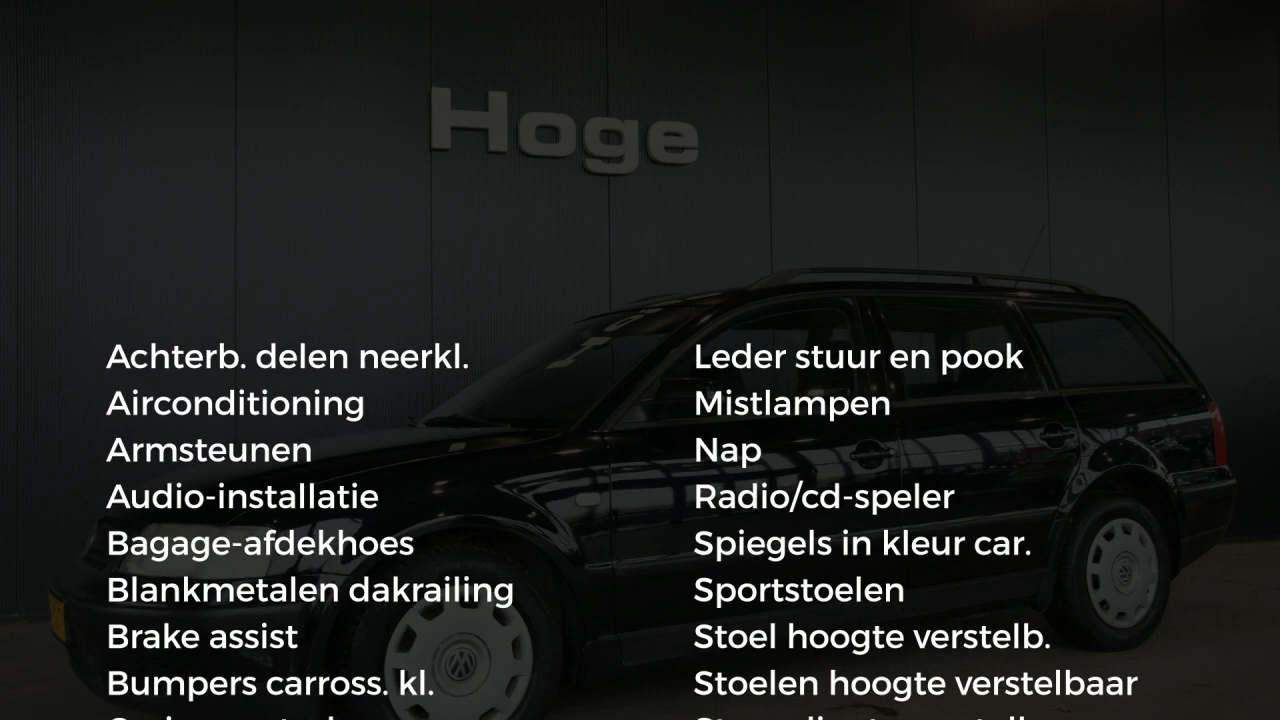 Hoge
Achterb. delen neerkl.
Airconditioning
Armsteunen
Audio-installatie
Bagage-afdekhoes
Blankmetalen dakrailing
Brake assist
Bumpers carross. kl.
Leder stuur en pook
Mistlampen
Nap
Radio/cd-speler
Spiegels in kleur car.
Sportstoelen
Stoel hoogte verstelb.
Stoelen hoogte verstelbaar